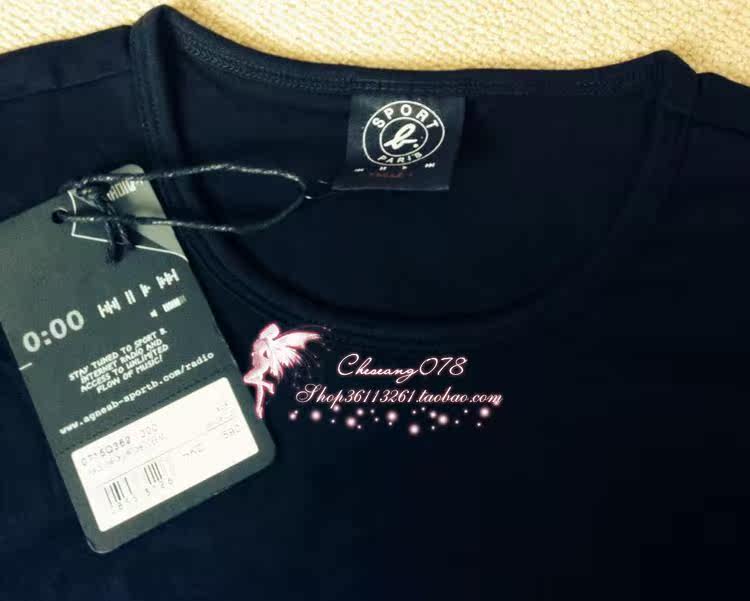 SPORT
b.
PARIS
0:00
STAY TUNED TO SPORT B.
INTERNET RADIO AND
ACCESS TO UNLIMITED
FLOW OF MUSIC!
www.agnesb-sportb.com/radio
Cheseang078
Shop36113261.taobao.com